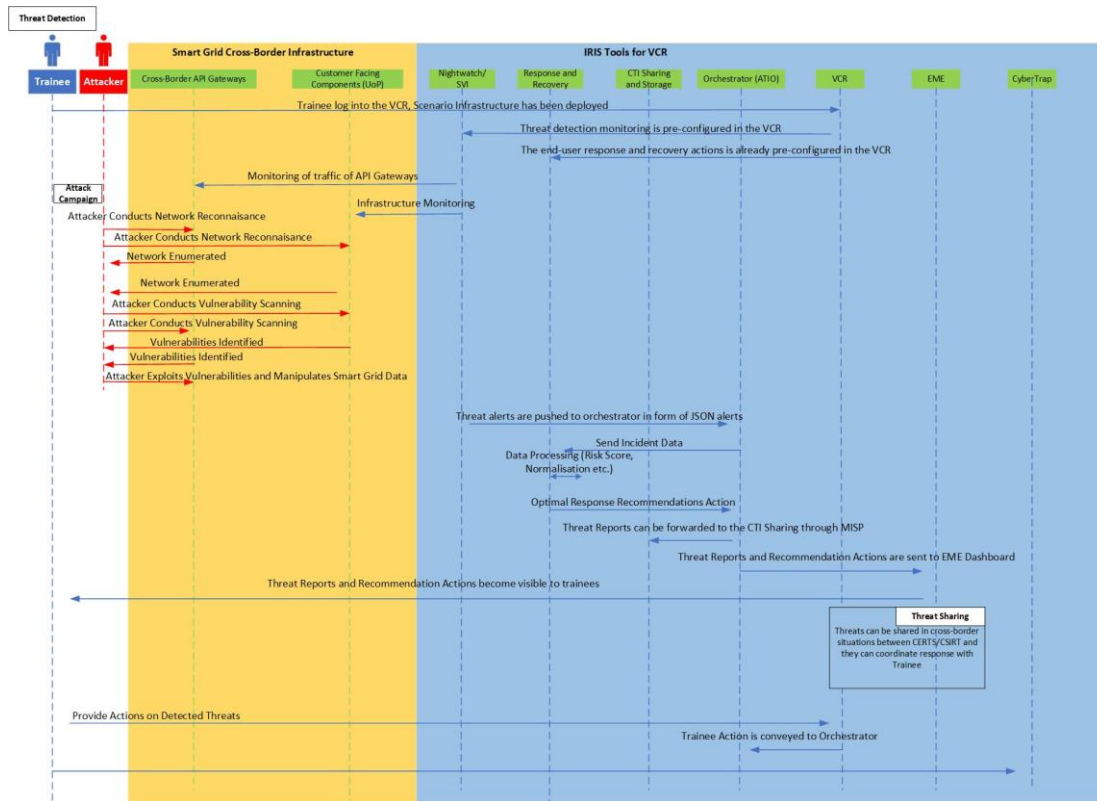 Threat Detection
Smart Grid Cross-Border Infrastructure
IRIS Tools for VCR
Trainee
Attacker
Cross-Border API Gateways
Customer Facing
Components (UoP)
Nightwatch/
SVI
Response and
Recovery
CTI Sharing
and Storage
Orchestrator (ATIO)
VCR
EME
CyberTrap
Trainee log into the VCR, Scenario Infrastructure has been deployed
Threat detection monitoring is pre-configured in the VCR
The end-user response and recovery actions is already pre-configured in the VCR
Monitoring of traffic of API Gateways
Attack
Campaign
Infrastructure Monitoring
Attacker Conducts Network Reconnaisance
Attacker Conducts Network Reconnaisance
Network Enumerated
Network Enumerated
Attacker Conducts Vulnerability Scanning
Attacker Conducts Vulnerability Scanning
Vulnerabilities Identified
Vulnerabilities Identified
Attacker Exploits Vulnerabilities and Manipulates Smart Grid Data
Threat alerts are pushed to orchestrator in form of JSON alerts
Send Incident Data
Data Processing (Risk Score,
Normalisation etc.)
Optimal Response Recommendations Action
Threat Reports can be forwarded to the CTI Sharing through MISP
Threat Reports and Recommendation Actions are sent to EME Dashboard
Threat Reports and Recommendation Actions become visible to trainees
Threat Sharing
Threats can be shared in cross-border
situations between CERTS/CSIRT and
they can coordinate response with
Trainee
Provide Actions on Detected Threats
Trainee Action is conveyed to Orchestrator